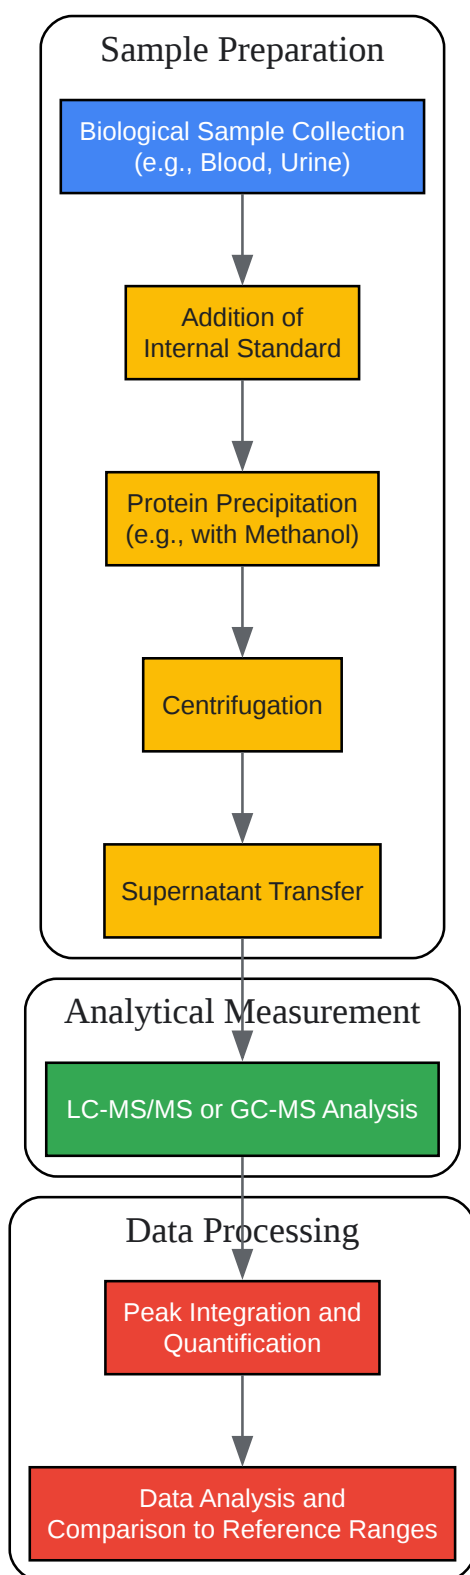 Sample Preparation
Biological Sample Collection
(e.g., Blood, Urine)
Addition of
Internal Standard
Protein Precipitation
(e.g., with Methanol)
Centrifugation
Supernatant Transfer
Analytical Measurement
LC-MS/MS or GC-MS Analysis
Data Processing
Peak Integration and
Quantification
Data Analysis and
Comparison to Reference Ranges